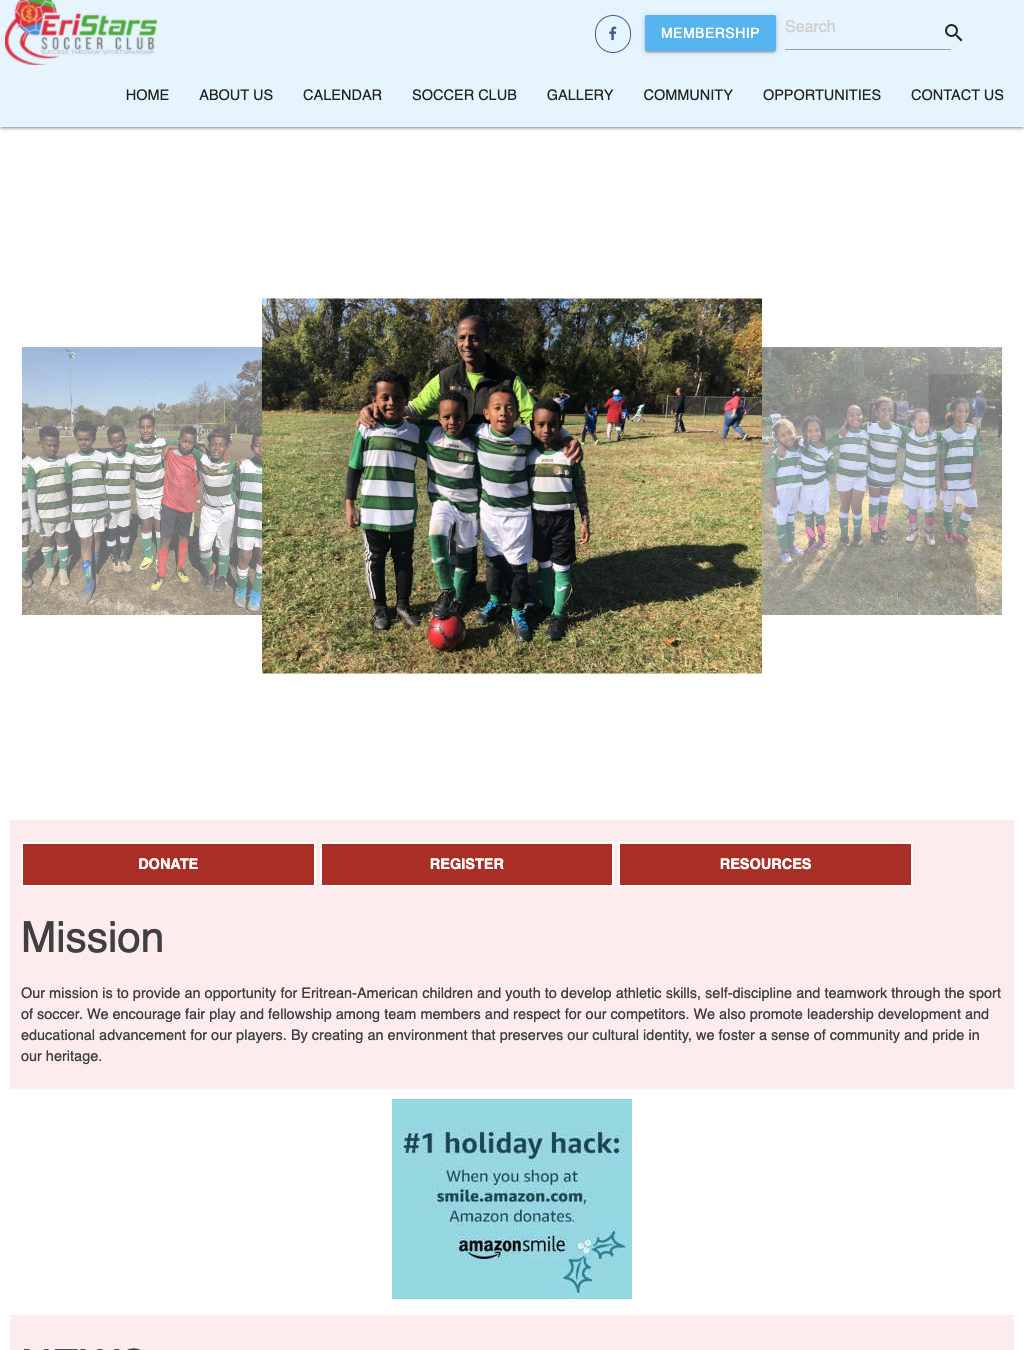 EriStars
SOCCER CLUB
SUCCESS THROUGH SPORTSMANSHIP
MEMBERSHIP
Search
HOME ABOUT US CALENDAR SOCCER CLUB GALLERY COMMUNITY OPPORTUNITIES CONTACT US
DONATE REGISTER RESOURCES
Mission
Our mission is to provide an opportunity for Eritrean-American children and youth to develop athletic skills, self-discipline and teamwork through the sport
of soccer. We encourage fair play and fellowship among team members and respect for our competitors. We also promote leadership development and
educational advancement for our players. By creating an environment that preserves our cultural identity, we foster a sense of community and pride in
our heritage.
#1 holiday hack:
When you shop at
smile.amazon.com,
Amazon donates.
amazonsmile